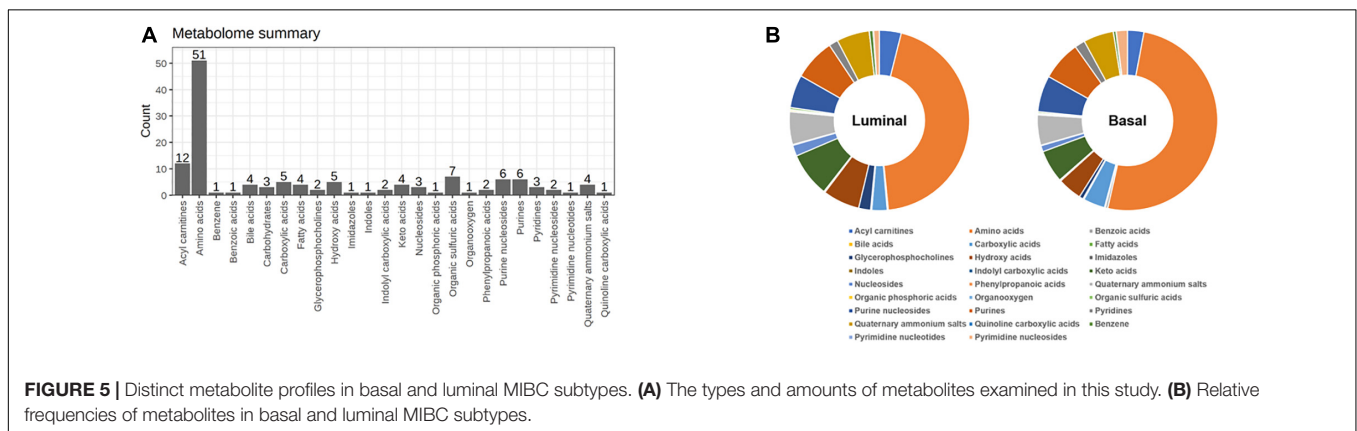 A Metabolome summary
Count
50
40
30
20
10
0
12 51 1 1 4 3 5 4 2 5 1 1 2 4 3 1 7 1 2 6 6 3 2 1 4 1
Acyl carnitines
Amino acids
Benzene
Benzoic acids
Bile acids
Carbohydrates
Carboxylic acids
Fatty acids
Glycerophosphocholines
Hydroxy acids
Imidazoles
Indoles
Indolyl carboxylic acids
Keto acids
Nucleosides
Organic phosphoric acids
Organic sulfuric acids
Organooxygen
Phenylpropanoic acids
Purine nucleosides
Purines
Pyridines
Pyrimidine nucleosides
Pyrimidine nucleotides
Quaternary ammonium salts
Quinoline carboxylic acids
B
Luminal
Basal
Acyl carnitines Amino acids Benzoic acids
Bile acids Carboxylic acids Fatty acids
Glycerophosphocholines Hydroxy acids Imidazoles
Indoles Indolyl carboxylic acids Keto acids
Nucleosides Phenylpropanoic acids Quaternary ammonium salts
Organic phosphoric acids Organooxygen Organic sulfuric acids
Purine nucleosides Purines Pyridines
Quaternary ammonium salts Quinoline carboxylic acids Benzene
Pyrimidine nucleotides Pyrimidine nucleosides
FIGURE 5 | Distinct metabolite profiles in basal and luminal MIBC subtypes. (A) The types and amounts of metabolites examined in this study. (B) Relative
frequencies of metabolites in basal and luminal MIBC subtypes.